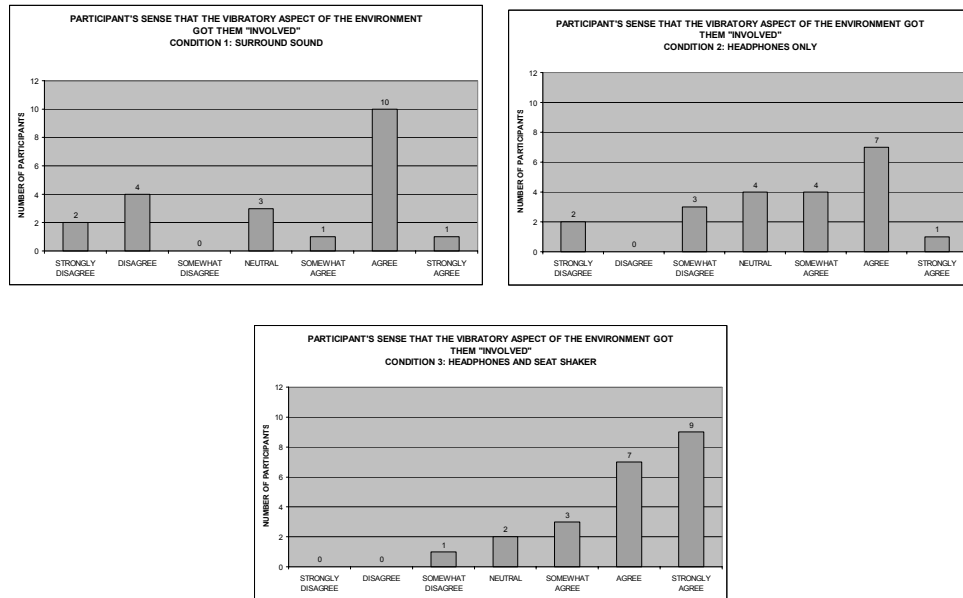 PARTICIPANT'S SENSE THAT THE VIBRATORY ASPECT OF THE ENVIRONMENT
GOT THEM "INVOLVED"
CONDITION 1: SURROUND SOUND
NUMBER OF PARTICIPANTS
12
10
8
6
4
2
0
2
4
0
3
1
10
1
STRONGLY DISAGREE
DISAGREE
SOMEWHAT DISAGREE
NEUTRAL
SOMEWHAT AGREE
AGREE
STRONGLY AGREE
PARTICIPANT'S SENSE THAT THE VIBRATORY ASPECT OF THE ENVIRONMENT GOT
THEM "INVOLVED"
CONDITION 2: HEADPHONES ONLY
NUMBER OF PARTICIPANTS
12
10
8
6
4
2
0
2
0
3
4
4
7
1
STRONGLY DISAGREE
DISAGREE
SOMEWHAT DISAGREE
NEUTRAL
SOMEWHAT AGREE
AGREE
STRONGLY AGREE
PARTICIPANT'S SENSE THAT THE VIBRATORY ASPECT OF THE ENVIRONMENT GOT
THEM "INVOLVED"
CONDITION 3: HEADPHONES AND SEAT SHAKER
NUMBER OF PARTICIPANTS
12
10
8
6
4
2
0
0
0
1
2
3
7
9
STRONGLY DISAGREE
DISAGREE
SOMEWHAT DISAGREE
NEUTRAL
SOMEWHAT AGREE
AGREE
STRONGLY AGREE